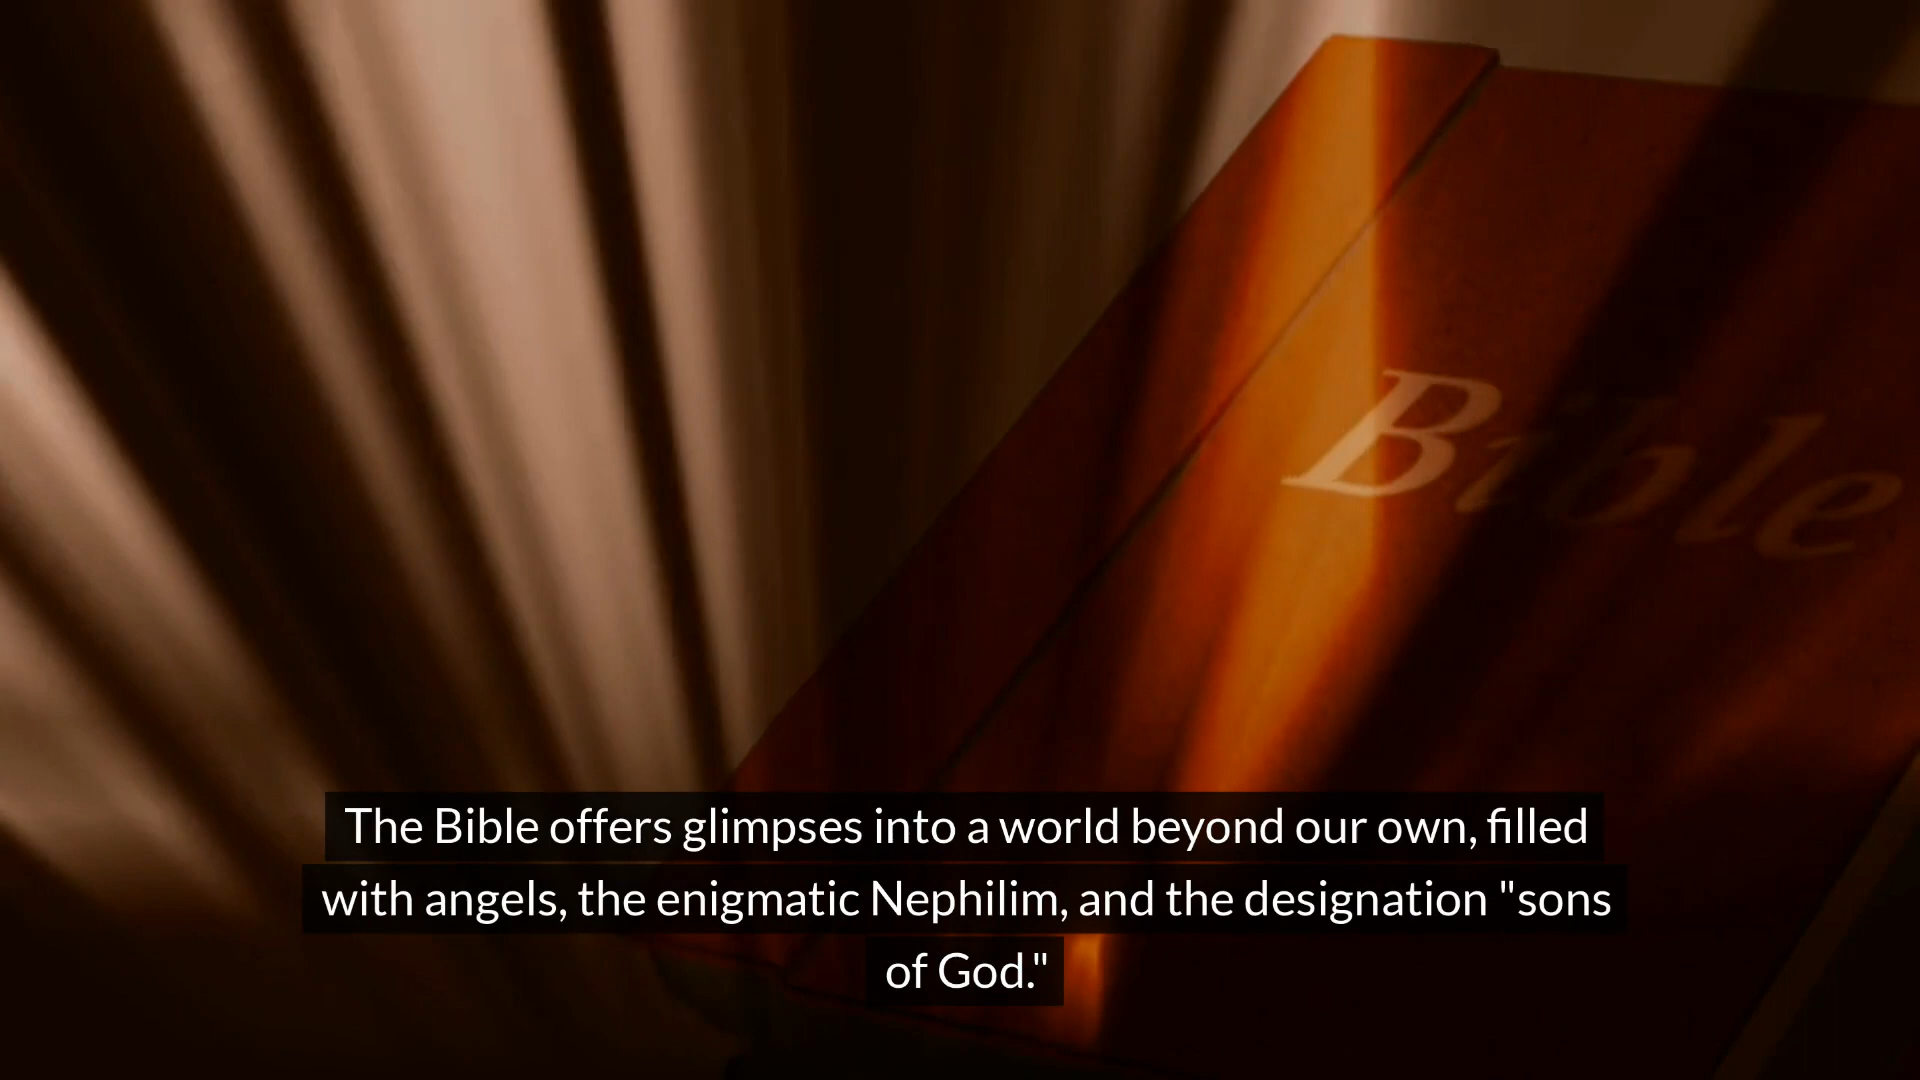 Bible
The Bible offers glimpses into a world beyond our own, filled
with angels, the enigmatic Nephilim, and the designation "sons
of God."